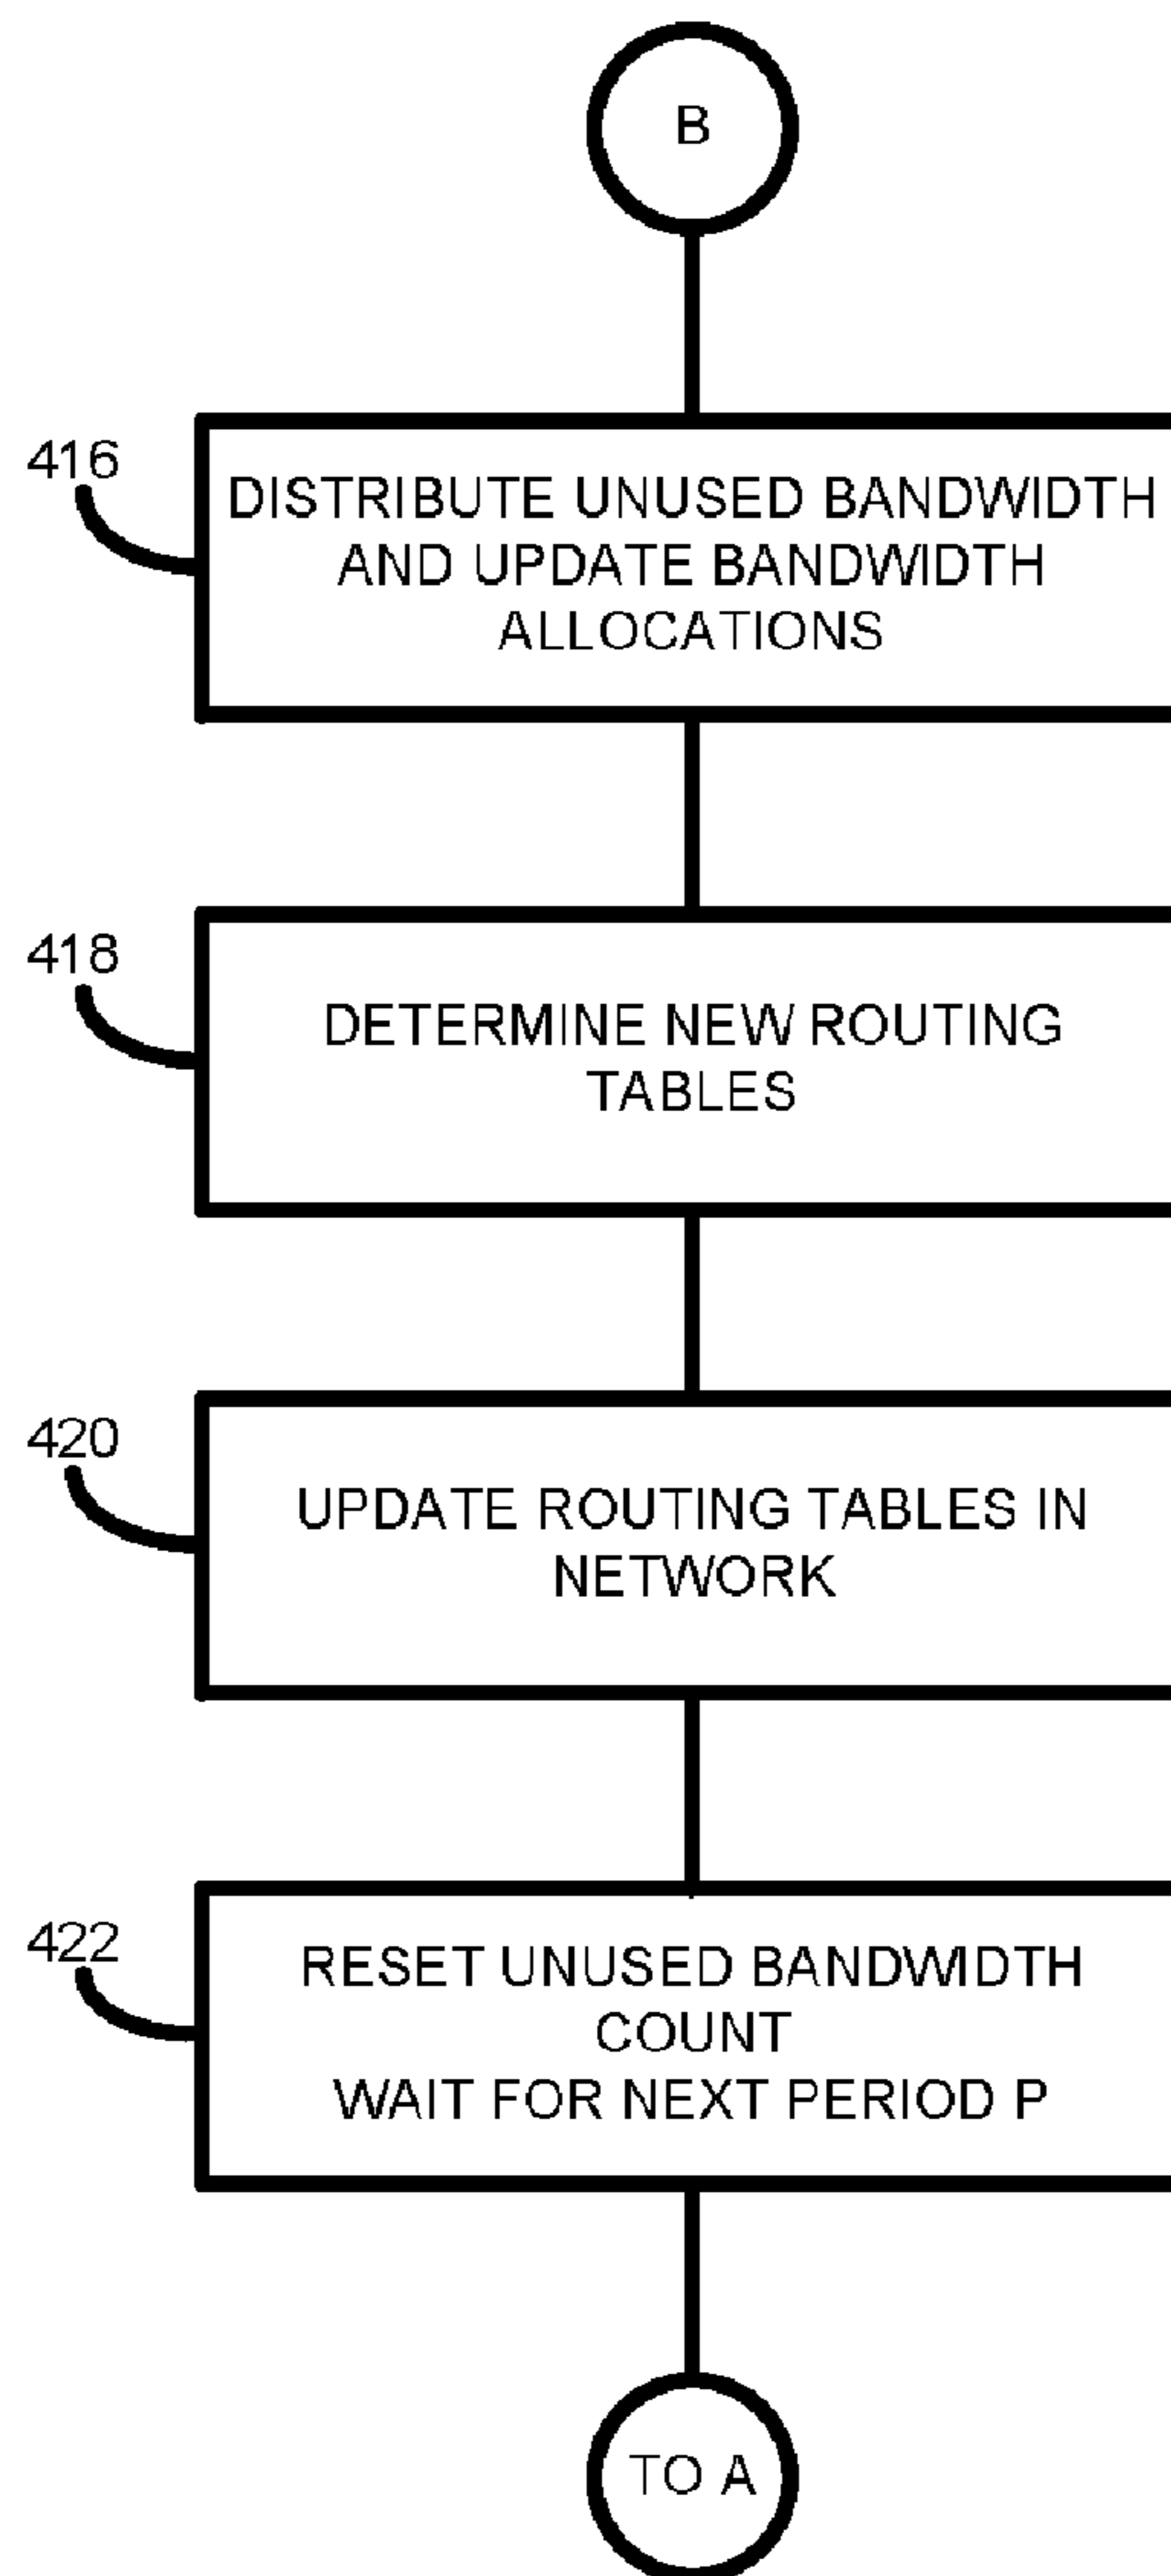 B
416
DISTRIBUTE UNUSED BANDWIDTH
AND UPDATE BANDWIDTH
ALLOCATIONS
418
DETERMINE NEW ROUTING
TABLES
420
UPDATE ROUTING TABLES IN
NETWORK
422
RESET UNUSED BANDWIDTH
COUNT
WAIT FOR NEXT PERIOD P
TO A